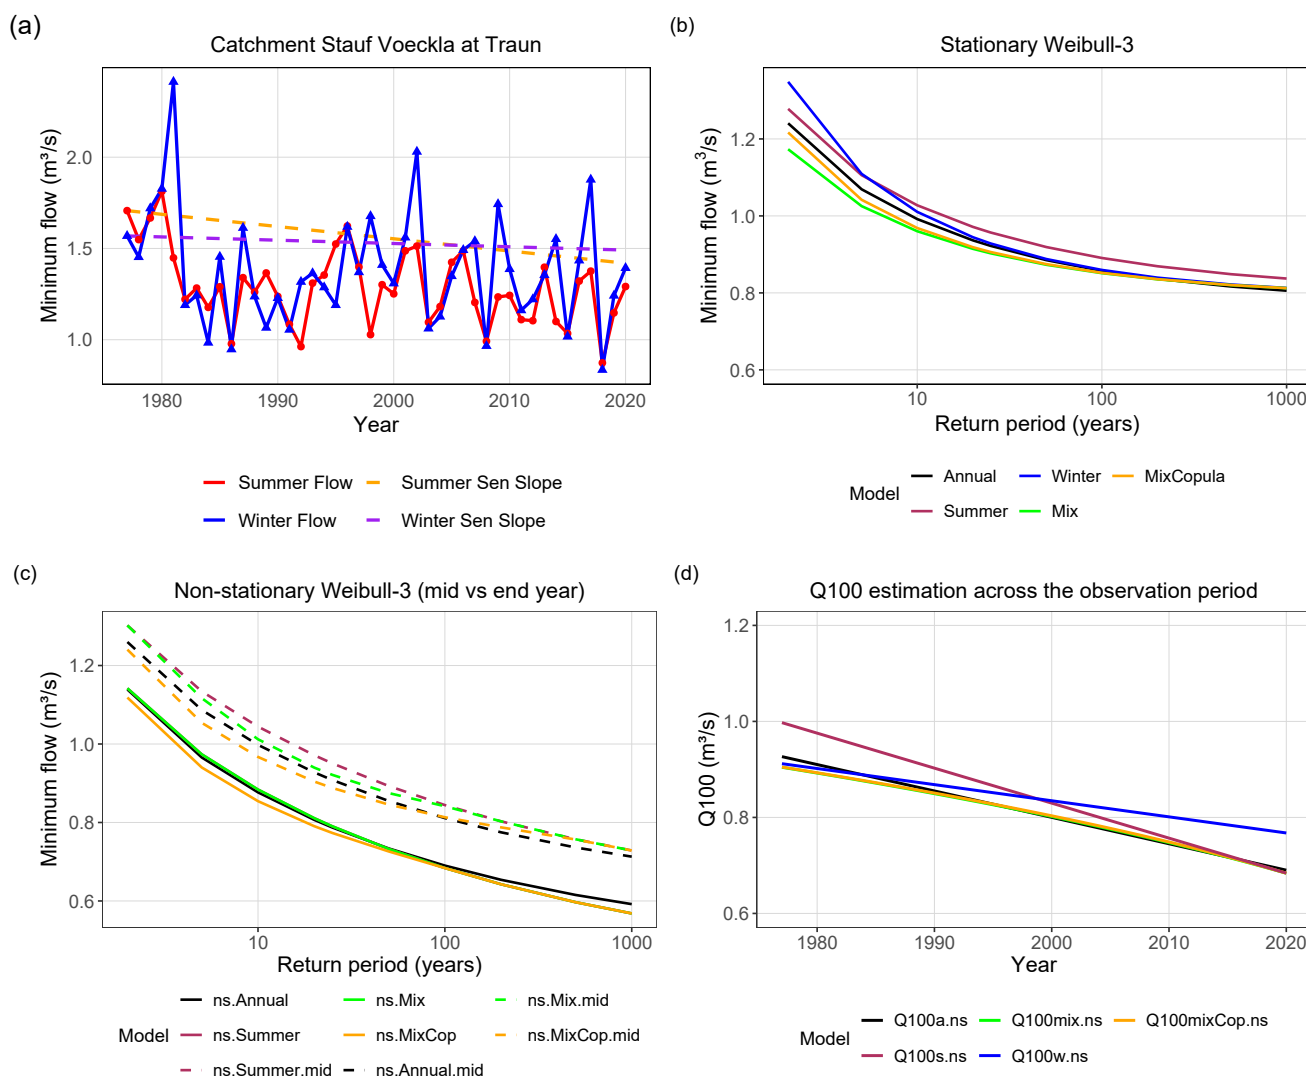 (a)
Catchment Stauf Voeckla at Traun
Minimum flow (m³/s)
2.0
1.5
1.0
1980 1990 2000 2010 2020
Year
Summer Flow Summer Sen Slope
Winter Flow Winter Sen Slope
(b)
Stationary Weibull-3
Minimum flow (m³/s)
1.2
1.0
0.8
0.6
10 100 1000
Return period (years)
Model
Annual Winter MixCopula
Summer Mix
(c)
Non-stationary Weibull-3 (mid vs end year)
Minimum flow (m³/s)
1.2
1.0
0.8
0.6
10 100 1000
Return period (years)
Model
ns.Annual ns.Mix ns.Mix.mid
ns.Summer ns.MixCop ns.MixCop.mid
ns.Summer.mid ns.Annual.mid
(d)
Q100 estimation across the observation period
Q100 (m³/s)
1.2
1.0
0.8
0.6
1980 1990 2000 2010 2020
Year
Model
Q100a.ns Q100mix.ns Q100mixCop.ns
Q100s.ns Q100w.ns